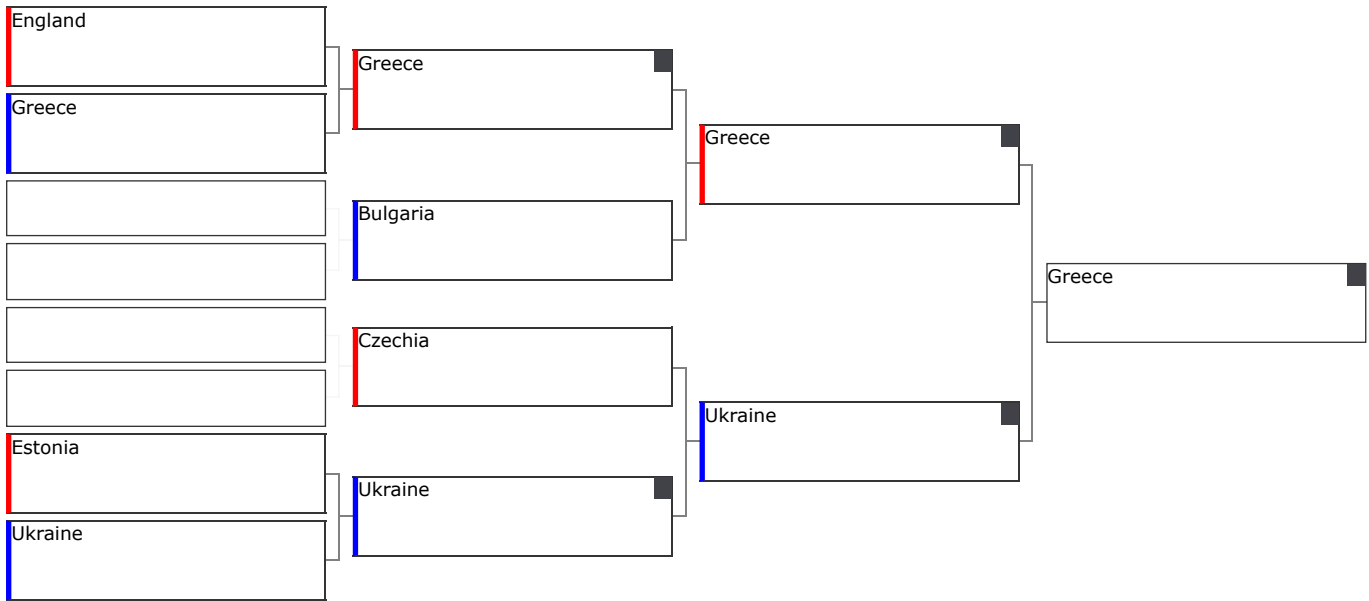 England
Greece
Estonia
Ukraine
Greece
Bulgaria
Czechia
Ukraine
Greece
Ukraine
Greece